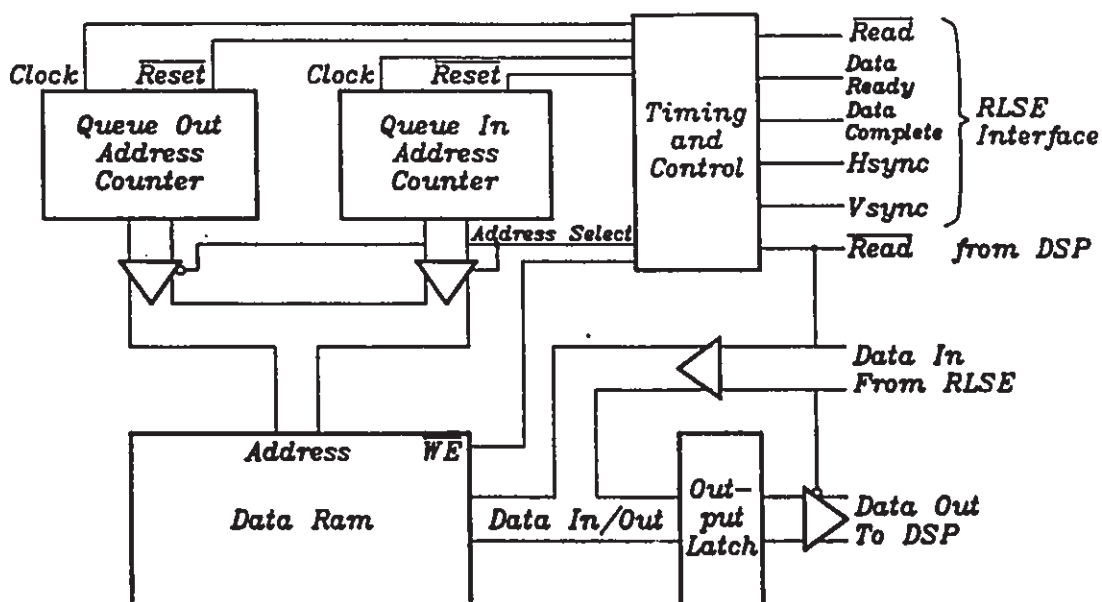 Read
Data
Ready
Data
Complete
Hsync
Vsync
RLSE
Interface
Read from DSP
Clock
Reset
Clock
Reset
Queue Out
Address
Counter
Queue In
Address
Counter
Timing
and
Control
Address Select
Data In
From RLSE
Address
WE
Data Ram
Data In/Out
Out-
put
Latch
Data Out
To DSP